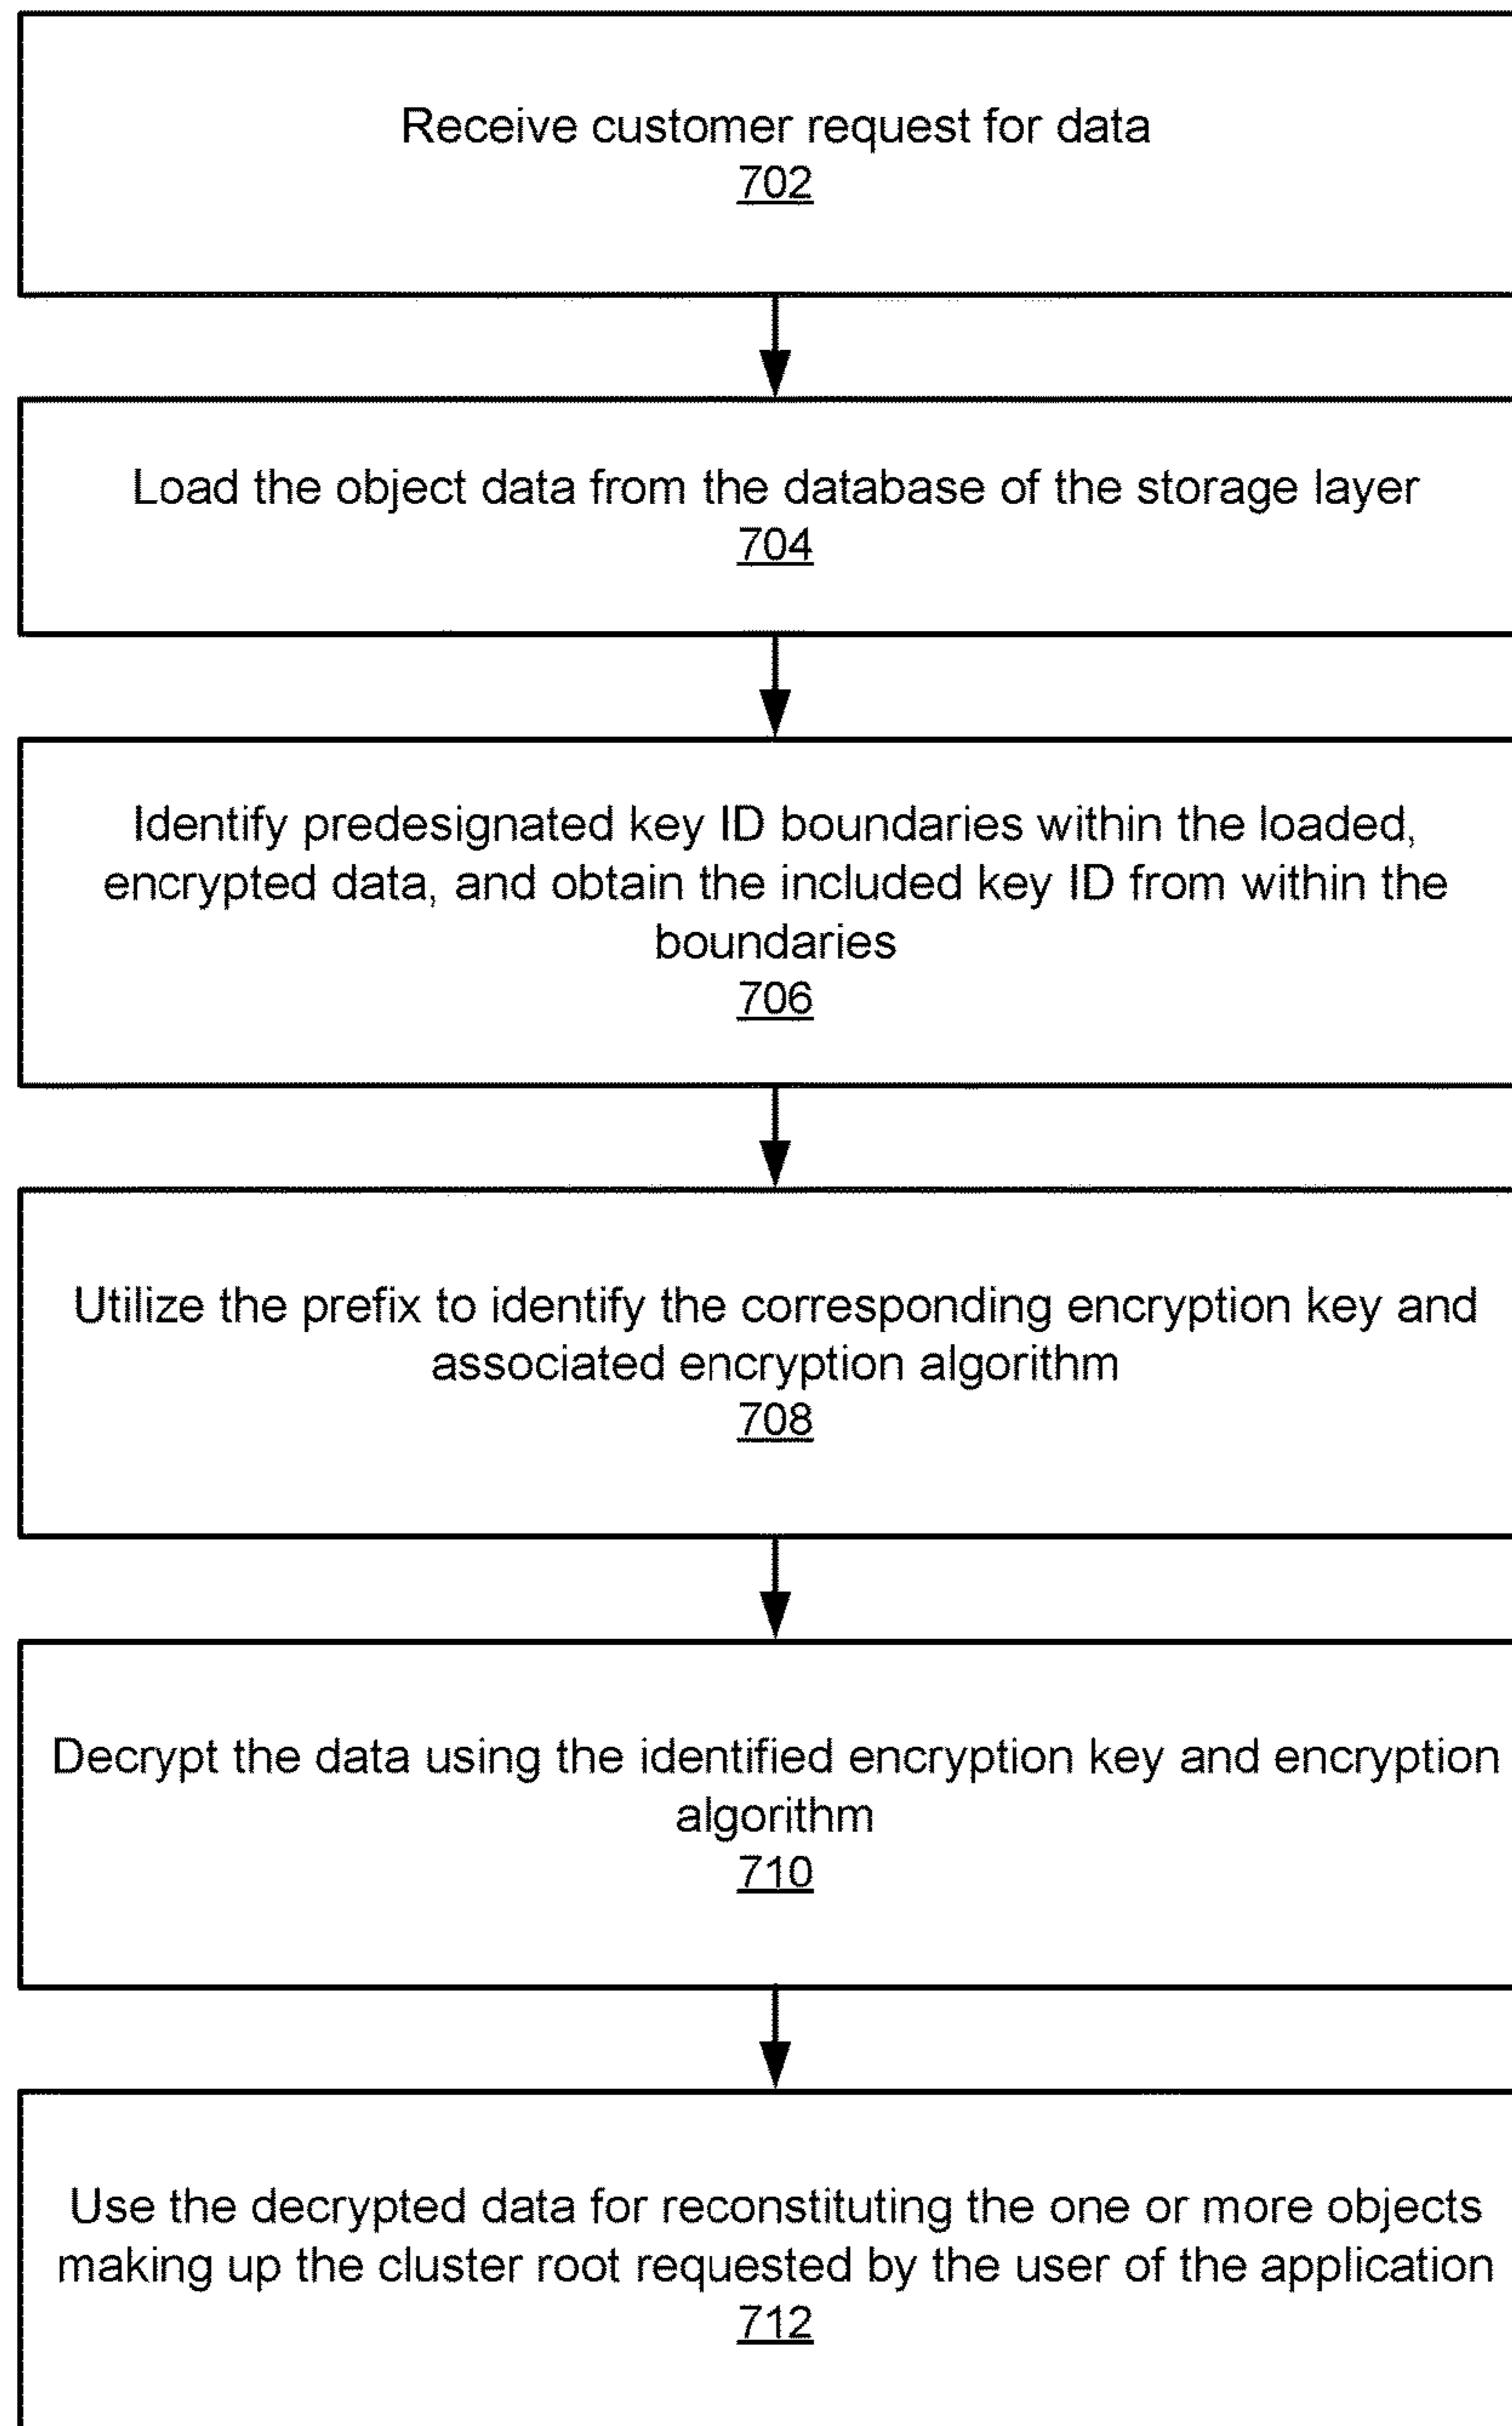 Receive customer request for data
702
Load the object data from the database of the storage layer
704
Identify predesignated key ID boundaries within the loaded,
encrypted data, and obtain the included key ID from within the
boundaries
706
Utilize the prefix to identify the corresponding encryption key and
associated encryption algorithm
708
Decrypt the data using the identified encryption key and encryption
algorithm
710
Use the decrypted data for reconstituting the one or more objects
making up the cluster root requested by the user of the application
712